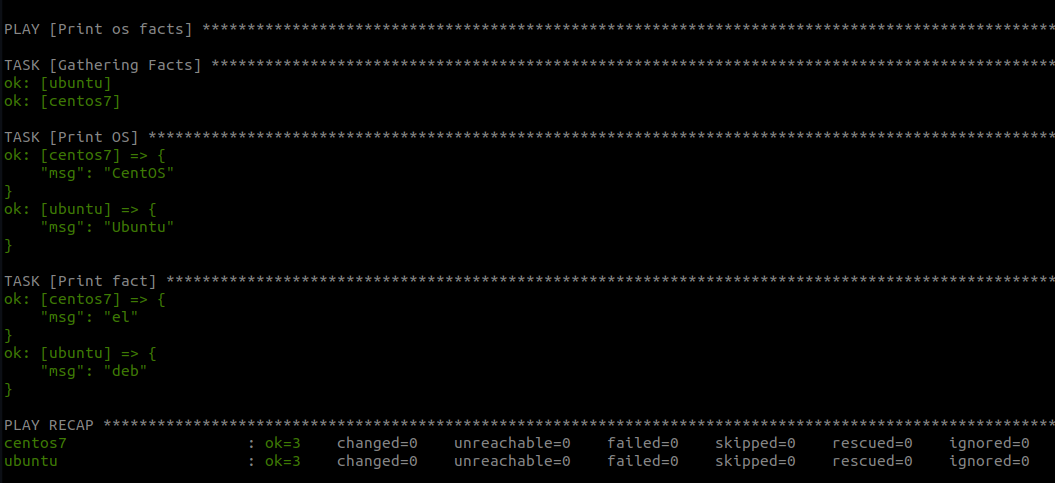 PLAY [Print os facts] ***********************************************************************************************
TASK [Gathering Facts] **********************************************************************************************
ok: [ubuntu]
ok: [centos7]
TASK [Print OS] *****************************************************************************************************
ok: [centos7] => {
    "msg": "CentOS"
}
ok: [ubuntu] => {
    "msg": "Ubuntu"
}
TASK [Print fact] ***************************************************************************************************
ok: [centos7] => {
    "msg": "el"
}
ok: [ubuntu] => {
    "msg": "deb"
}
PLAY RECAP **********************************************************************************************************
centos7                    : ok=3    changed=0    unreachable=0    failed=0    skipped=0    rescued=0    ignored=0
ubuntu                     : ok=3    changed=0    unreachable=0    failed=0    skipped=0    rescued=0    ignored=0